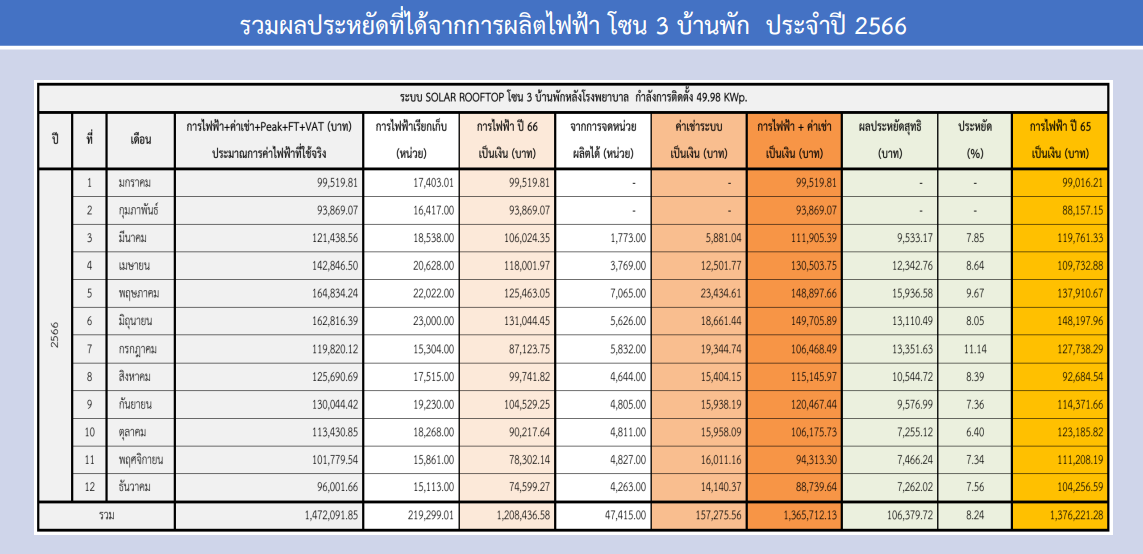 รวมผลประหยัดที่ได้จากการผลิตไฟฟ้า โซน 3 บ้านพัก ประจำปี 2566
ระบบ SOLAR ROOFTOP โซน 3 บ้านพักหลังโรงพยาบาล กำลังการติดตั้ง 49.98 KWp.
ปี ที่ เดือน การไฟฟ้า+ค่าเช่า+Peak+FT+VAT (บาท) การไฟฟ้าเรียกเก็บ การไฟฟ้า ปี 66 จากการจดหน่วย ค่าเช่าระบบ การไฟฟ้า + ค่าเช่า ผลประหยัดสุทธิ ประหยัด การไฟฟ้า ปี 65
ประมาณการค่าไฟฟ้าที่ใช้จริง (หน่วย) เป็นเงิน (บาท) ผลิตได้ (หน่วย) เป็นเงิน (บาท) เป็นเงิน (บาท) (บาท) (%) เป็นเงิน (บาท)
2566
1 มกราคม 99,519.81 17,403.01 99,519.81 - - 99,519.81 - - 99,016.21
2 กุมภาพันธ์ 93,869.07 16,417.00 93,869.07 - - 93,869.07 - - 88,157.15
3 มีนาคม 121,438.56 18,538.00 106,024.35 1,773.00 5,881.04 111,905.39 9,533.17 7.85 119,761.33
4 เมษายน 142,846.50 20,628.00 118,001.97 3,769.00 12,501.77 130,503.75 12,342.76 8.64 109,732.88
5 พฤษภาคม 164,834.24 22,022.00 125,463.05 7,065.00 23,434.61 148,897.66 15,936.58 9.67 137,910.67
6 มิถุนายน 162,816.39 23,000.00 131,044.45 5,626.00 18,661.44 149,705.89 13,110.49 8.05 148,197.96
7 กรกฎาคม 119,820.12 15,304.00 87,123.75 5,832.00 19,344.74 106,468.49 13,351.63 11.14 127,738.29
8 สิงหาคม 125,690.69 17,515.00 99,741.82 4,644.00 15,404.15 115,145.97 10,544.72 8.39 92,684.54
9 กันยายน 130,044.42 19,230.00 104,529.25 4,805.00 15,938.19 120,467.44 9,576.99 7.36 114,371.66
10 ตุลาคม 113,430.85 18,268.00 90,217.64 4,811.00 15,958.09 106,175.73 7,255.12 6.40 123,185.82
11 พฤศจิกายน 101,779.54 15,861.00 78,302.14 4,827.00 16,011.16 94,313.30 7,466.24 7.34 111,208.19
12 ธันวาคม 96,001.66 15,113.00 74,599.27 4,263.00 14,140.37 88,739.64 7,262.02 7.56 104,256.59
รวม 1,472,091.85 219,299.01 1,208,436.58 47,415.00 157,275.56 1,365,712.13 106,379.72 8.24 1,376,221.28